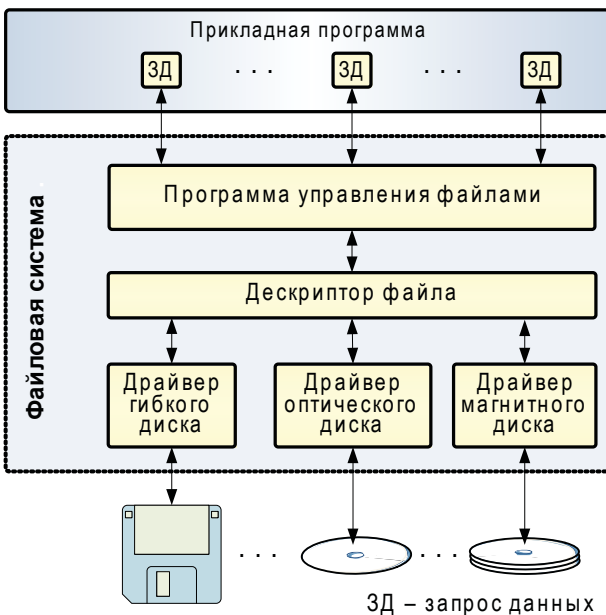 Прикладная программа
ЗД . . . ЗД . . . ЗД
Файловая система
Программа управления файлами
Дескриптор файла
Драйвер
гибкого
диска
Драйвер
оптического
диска
Драйвер
магнитного
диска
. . . . . .
ЗД – запрос данных